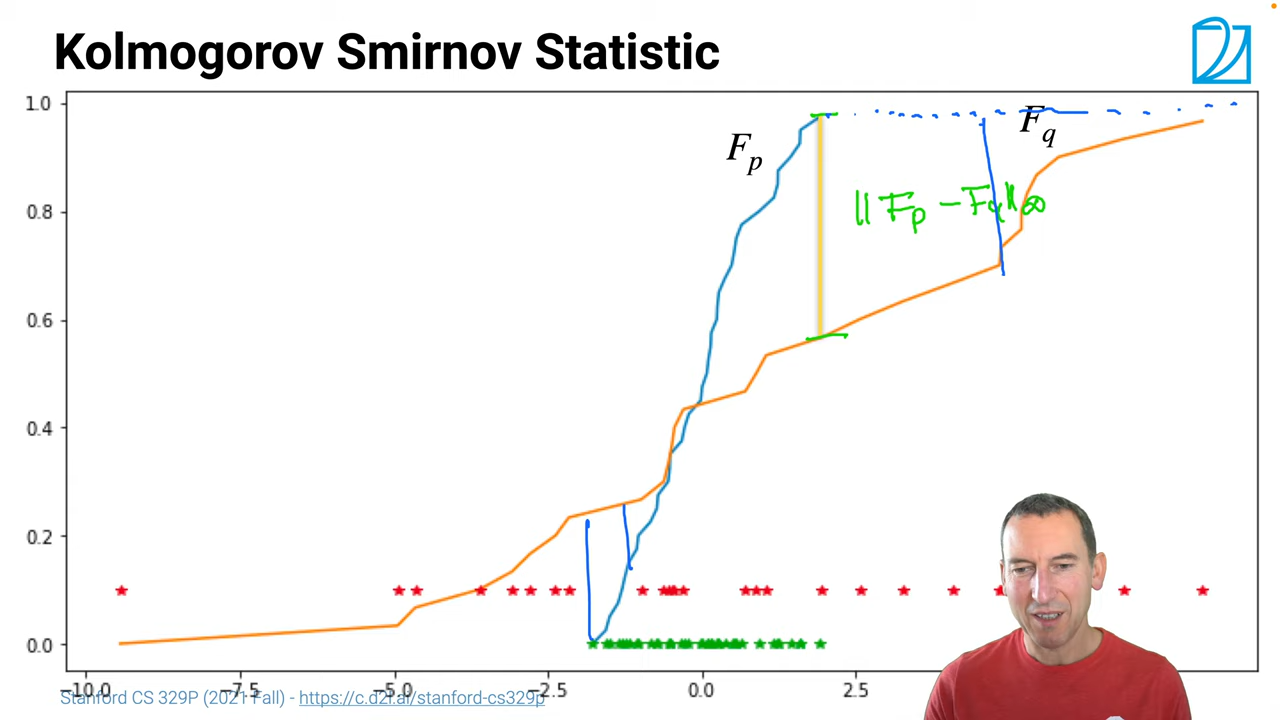 Kolmogorov Smirnov Statistic
1.0
0.8
0.6
0.4
0.2
0.0
F_p
F_q
|| F_p - F_q ||_∞
-10.0 -7.5 -5.0 -2.5 0.0 2.5
Stanford CS 329P (2021 Fall) - https://c.d2l.ai/stanford-cs329p